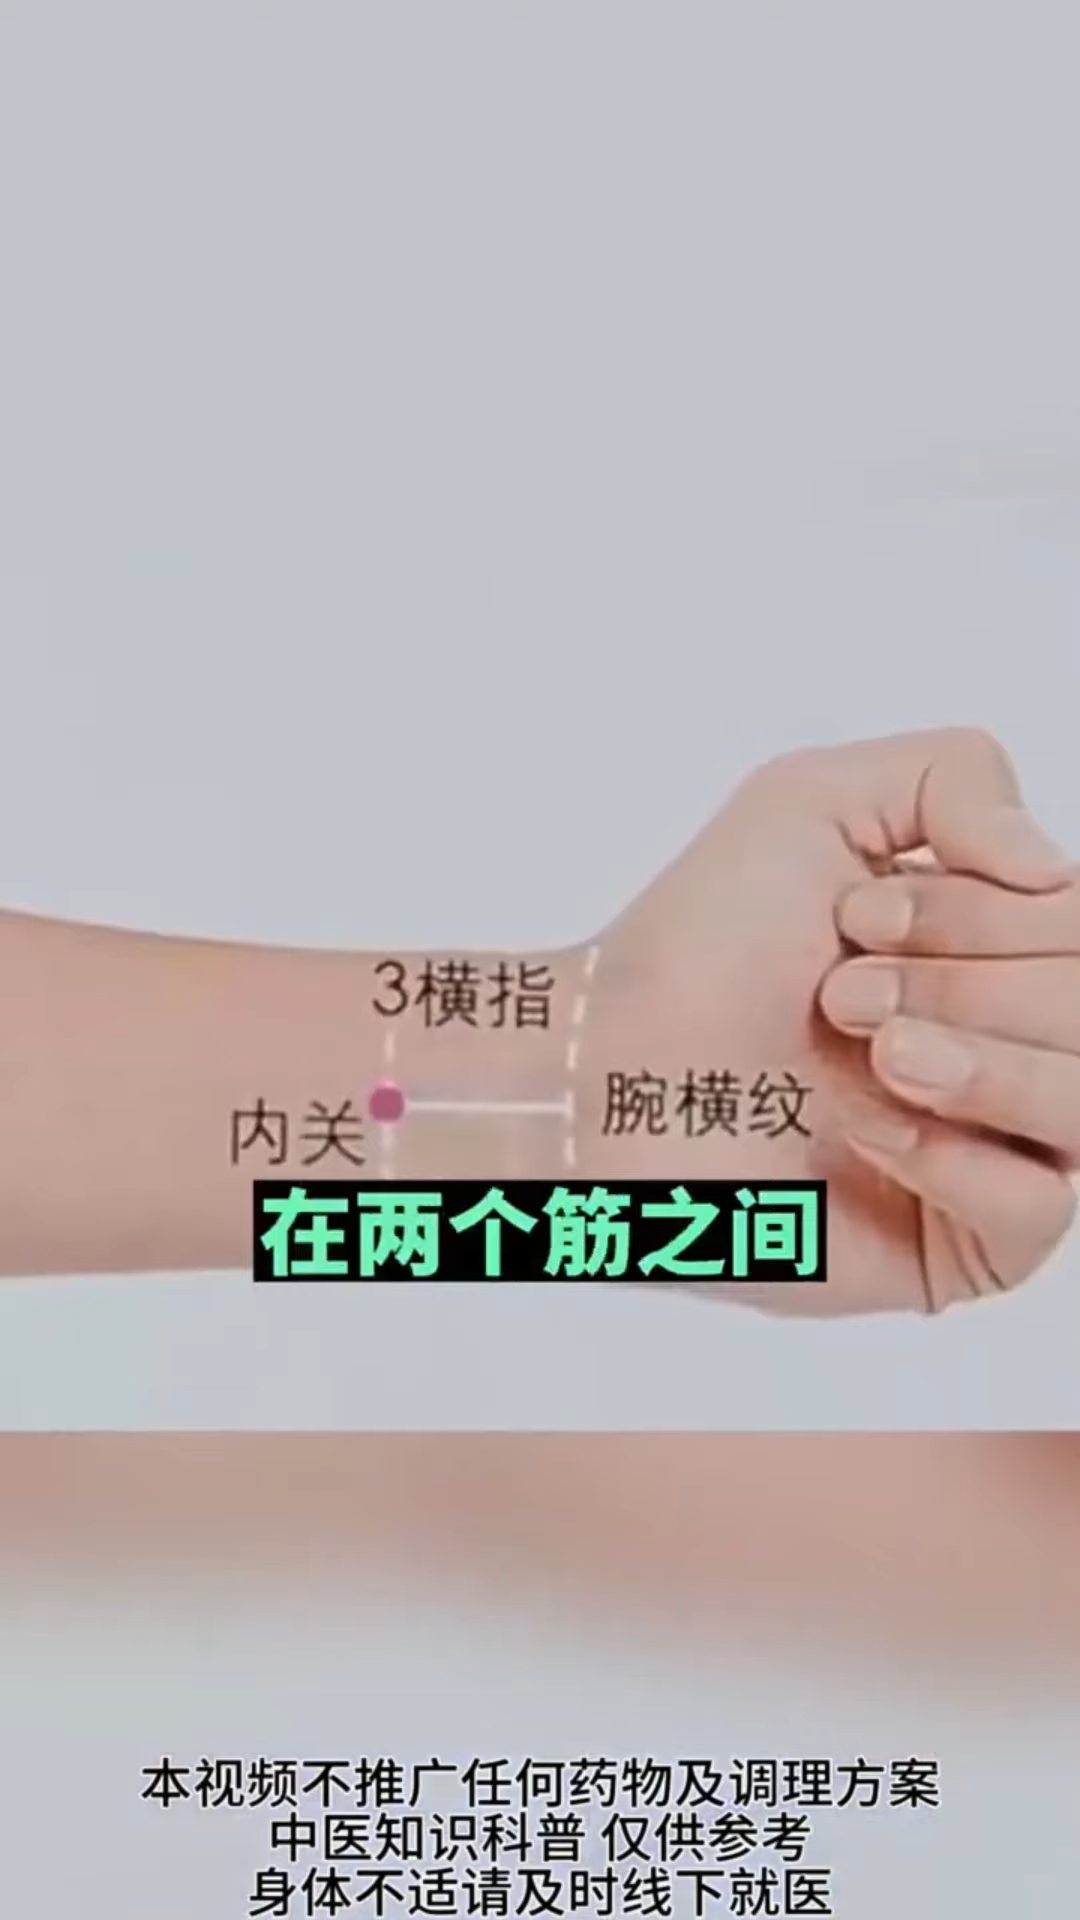 3横指
内关
腕横纹
在两个筋之间
本视频不推广任何药物及调理方案
中医知识科普 仅供参考
身体不适请及时线下就医